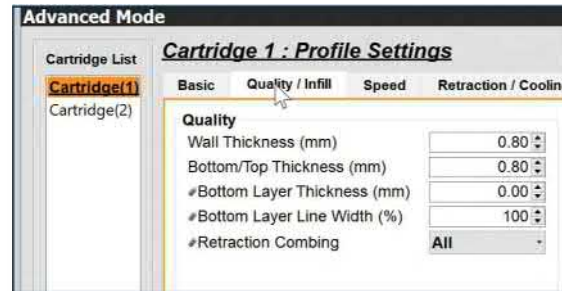 Advanced Mode
Cartridge List
Cartridge(1)
Cartridge(2)
Cartridge 1 : Profile Settings
Basic Quality / Infill Speed Retraction / Coolin
Quality
Wall Thickness (mm) 0.80
Bottom/Top Thickness (mm) 0.80
Bottom Layer Thickness (mm) 0.00
Bottom Layer Line Width (%) 100
Retraction Combing All